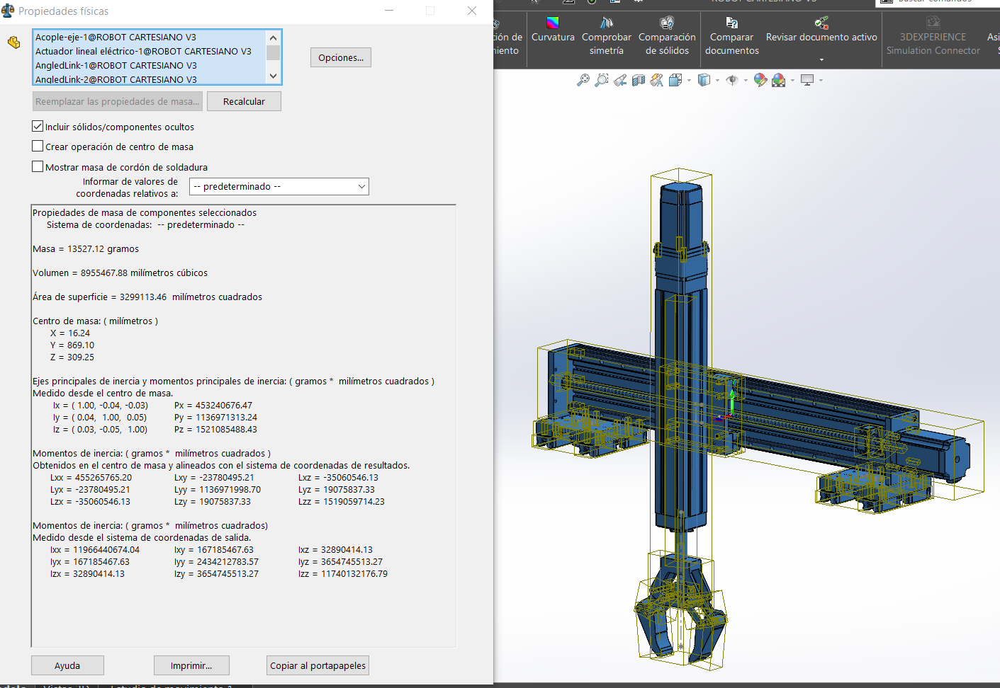 Propiedades físicas
Acople-eje-1@ROBOT CARTESIANO V3
Actuador lineal eléctrico-1@ROBOT CARTESIANO V3
AngledLink-1@ROBOT CARTESIANO V3
AngledLink-2@ROBOT CARTESIANO V3
Opciones...
Reemplazar las propiedades de masa...
Recalcular
Incluir sólidos/componentes ocultos
Crear operación de centro de masa
Mostrar masa de cordón de soldadura
Informar de valores de
coordenadas relativos a:
-- predeterminado --
Propiedades de masa de componentes seleccionados
Sistema de coordenadas: -- predeterminado --
Masa = 13527.12 gramos
Volumen = 8955467.88 milímetros cúbicos
Área de superficie = 3299113.46 milímetros cuadrados
Centro de masa: ( milímetros )
X = 16.24
Y = 869.10
Z = 309.25
Ejes principales de inercia y momentos principales de inercia: ( gramos * milímetros cuadrados )
Medido desde el centro de masa.
Ix = ( 1.00, -0.04, -0.03) Px = 453240676.47
Iy = ( 0.04, 1.00, 0.05) Py = 1136971313.24
Iz = ( 0.03, -0.05, 1.00) Pz = 1521085488.43
Momentos de inercia: ( gramos * milímetros cuadrados )
Obtenidos en el centro de masa y alineados con el sistema de coordenadas de resultados.
Lxx = 455265765.20 Lxy = -23780495.21 Lxz = -35060546.13
Lyx = -23780495.21 Lyy = 1136971998.70 Lyz = 19075837.33
Lzx = -35060546.13 Lzy = 19075837.33 Lzz = 1519059714.23
Momentos de inercia: ( gramos * milímetros cuadrados)
Medido desde el sistema de coordenadas de salida.
Ixx = 11966440674.04 Ixy = 167185467.63 Ixz = 32890414.13
Iyx = 167185467.63 Iyy = 2434212783.57 Iyz = 3654745513.27
Izx = 32890414.13 Izy = 3654745513.27 Izz = 11740132176.79
Ayuda
Imprimir...
Copiar al portapapeles
ción de
miento
Curvatura
Comprobar
simetría
Comparación
de sólidos
Comparar
documentos
Revisar documento activo
3DEXPERIENCE
Simulation Connector
Asi